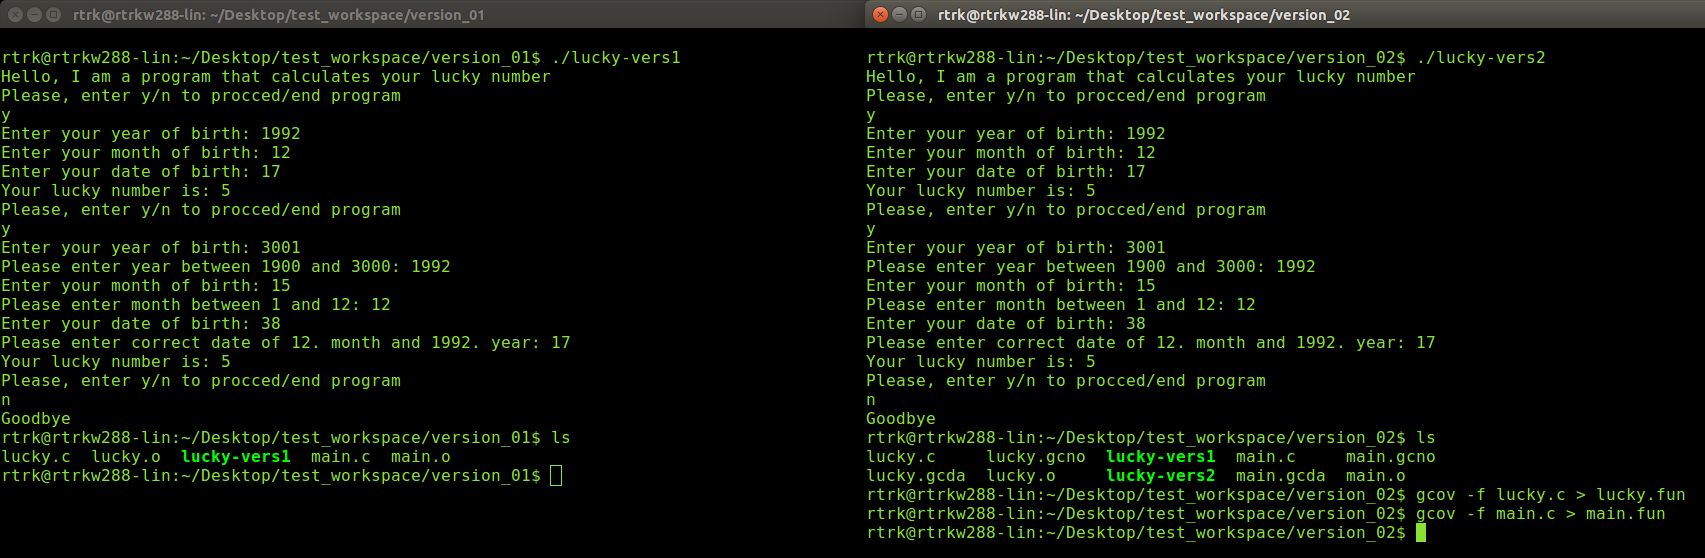 rtrk@rtrkw288-lin: ~/Desktop/test_workspace/version_01
rtrk@rtrkw288-lin:~/Desktop/test_workspace/version_01$ ./lucky-vers1
Hello, I am a program that calculates your lucky number
Please, enter y/n to procced/end program
y
Enter your year of birth: 1992
Enter your month of birth: 12
Enter your date of birth: 17
Your lucky number is: 5
Please, enter y/n to procced/end program
y
Enter your year of birth: 3001
Please enter year between 1900 and 3000: 1992
Enter your month of birth: 15
Please enter month between 1 and 12: 12
Enter your date of birth: 38
Please enter correct date of 12. month and 1992. year: 17
Your lucky number is: 5
Please, enter y/n to procced/end program
n
Goodbye
rtrk@rtrkw288-lin:~/Desktop/test_workspace/version_01$ ls
lucky.c  lucky.o  lucky-vers1  main.c  main.o
rtrk@rtrkw288-lin:~/Desktop/test_workspace/version_01$
rtrk@rtrkw288-lin: ~/Desktop/test_workspace/version_02
rtrk@rtrkw288-lin:~/Desktop/test_workspace/version_02$ ./lucky-vers2
Hello, I am a program that calculates your lucky number
Please, enter y/n to procced/end program
y
Enter your year of birth: 1992
Enter your month of birth: 12
Enter your date of birth: 17
Your lucky number is: 5
Please, enter y/n to procced/end program
y
Enter your year of birth: 3001
Please enter year between 1900 and 3000: 1992
Enter your month of birth: 15
Please enter month between 1 and 12: 12
Enter your date of birth: 38
Please enter correct date of 12. month and 1992. year: 17
Your lucky number is: 5
Please, enter y/n to procced/end program
n
Goodbye
rtrk@rtrkw288-lin:~/Desktop/test_workspace/version_02$ ls
lucky.c     lucky.gcno  lucky-vers1  main.c     main.gcno
lucky.gcda  lucky.o     lucky-vers2  main.gcda  main.o
rtrk@rtrkw288-lin:~/Desktop/test_workspace/version_02$ gcov -f lucky.c > lucky.fun
rtrk@rtrkw288-lin:~/Desktop/test_workspace/version_02$ gcov -f main.c > main.fun
rtrk@rtrkw288-lin:~/Desktop/test_workspace/version_02$